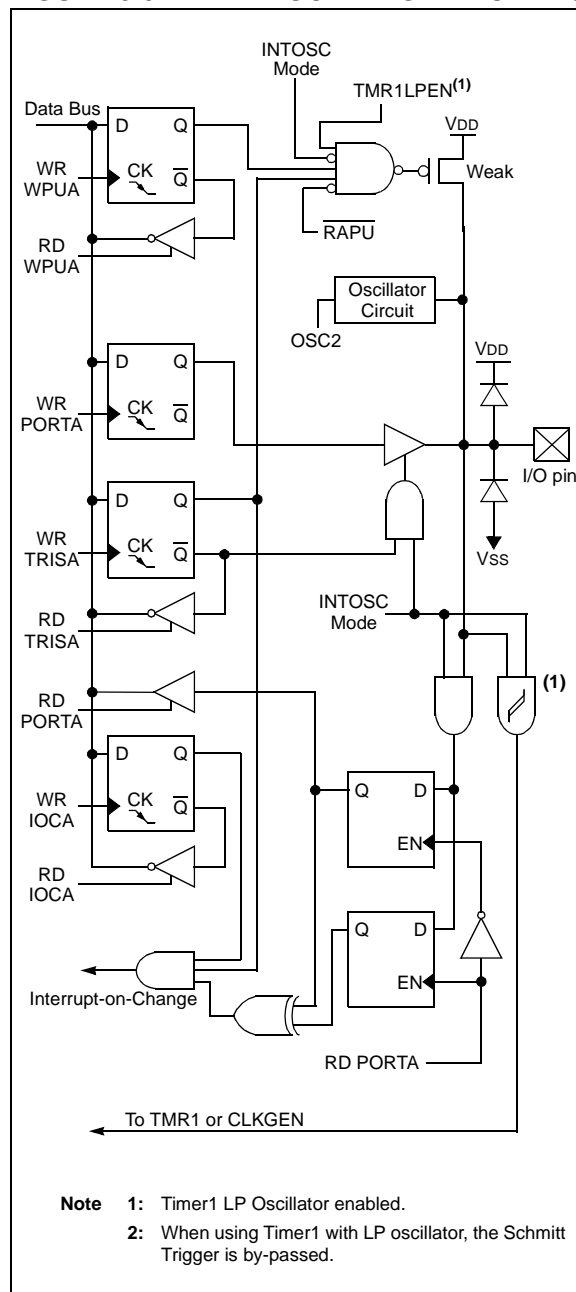 INTOSC
Mode
TMR1LPEN(1)
Data Bus
D Q
VDD
WR
WPUA
CK Q
Weak
RD
WPUA
RAPU
Oscillator
Circuit
OSC2
D Q
VDD
WR
PORTA
CK Q
I/O pin
D Q
WR
TRISA
CK Q
VSS
INTOSC
Mode
RD
TRISA
(1)
RD
PORTA
D Q
WR
IOCA
CK Q
Q D
EN
RD
IOCA
Q D
EN
Interrupt-on-Change
RD PORTA
To TMR1 or CLKGEN
Note 1: Timer1 LP Oscillator enabled.
2: When using Timer1 with LP oscillator, the Schmitt
Trigger is by-passed.